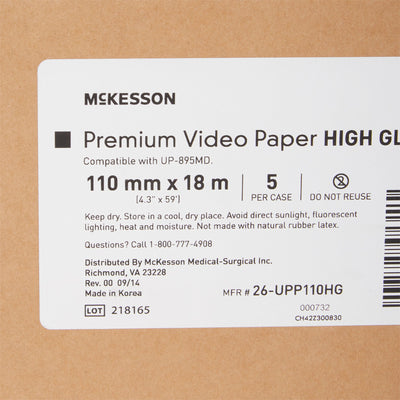 McKESSON
Premium Video Paper HIGH GL
Compatible with UP-895MD.
110 mm x 18 m 5 DO NOT REUSE
(4.3" x 59') PER CASE
Keep dry. Store in a cool, dry place. Avoid direct sunlight, fluorescent
lighting, heat and moisture. Not made with natural rubber latex.
Questions? Call 1-800-777-4908
Distributed By McKesson Medical-Surgical Inc.
Richmond, VA 23228
Rev. 00 09/14
Made in Korea
MFR # 26-UPP110HG
LOT 218165
000732
CH42Z300830